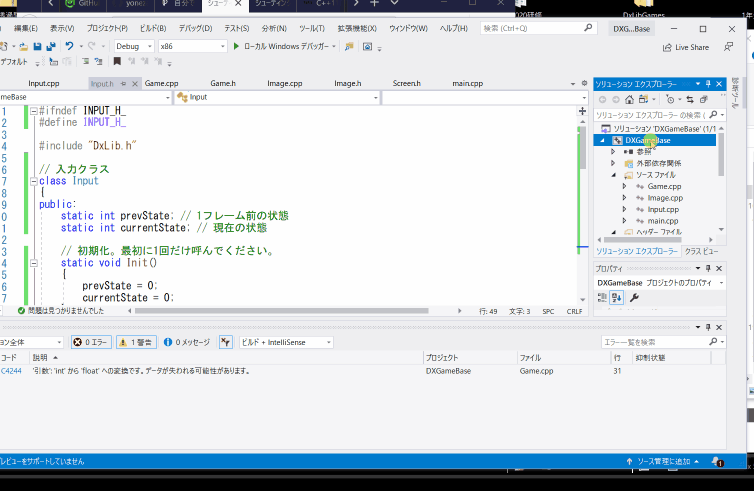 GitHu
yone
自分で
シューテ
シューティン
C++ 1
2020研修
DxLibGames
1年
編集(E) 表示(V) プロジェクト(P) ビルド(B) デバッグ(D) テスト(S) 分析(N) ツール(T) 拡張機能(X) ウィンドウ(W) ヘルプ(H) 検索 (Ctrl+Q) DXG...Base
Debug x86 ローカル Windows デバッガー Live Share
デフォルト
Input.cpp Input.h Game.cpp Game.h Image.cpp Image.h Screen.h main.cpp
meBase Input
1 #ifndef INPUT_H_
2 #define INPUT_H_
3
4 #include "DxLib.h"
5
6 // 入力クラス
7 class Input
8 {
9 public:
0 static int prevState; // 1フレーム前の状態
1 static int currentState; // 現在の状態
2
3 // 初期化。最初に1回だけ呼んでください。
4 static void Init()
5 {
6 prevState = 0;
7 currentState = 0;
問題は見つかりませんでした 行: 49 文字: 3 SPC CRLF
ソリューション エクスプローラー
ソリューション エクスプローラー の検索 (
ソリューション 'DXGameBase' (1/1
DXGameBase
参照
外部依存関係
ソース ファイル
Game.cpp
Image.cpp
Input.cpp
main.cpp
ヘッダー ファイル
ソリューション エクスプローラー クラス ビュー
プロパティ
DXGameBase プロジェクトのプロパティ
診断ツール
ョン全体 0 エラー 1 警告 0 メッセージ ビルド + IntelliSense エラー一覧を検索
コード 説明 プロジェクト ファイル 行 抑制状態
C4244 '引数': 'int' から 'float' への変換です。データが失われる可能性があります。 DXGameBase Game.cpp 31
プレビューをサポートしていません ソース管理に追加 1